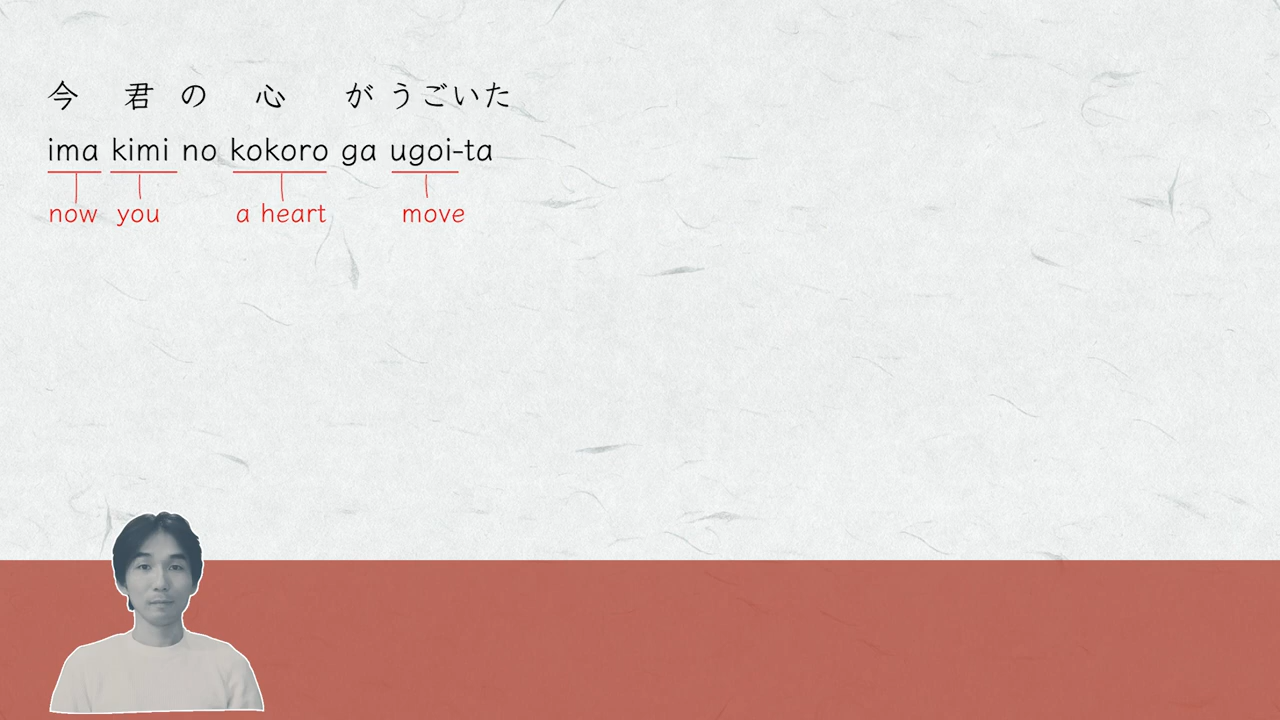 今 君 の 心 が うごいた
ima kimi no kokoro ga ugoi-ta
now you a heart move